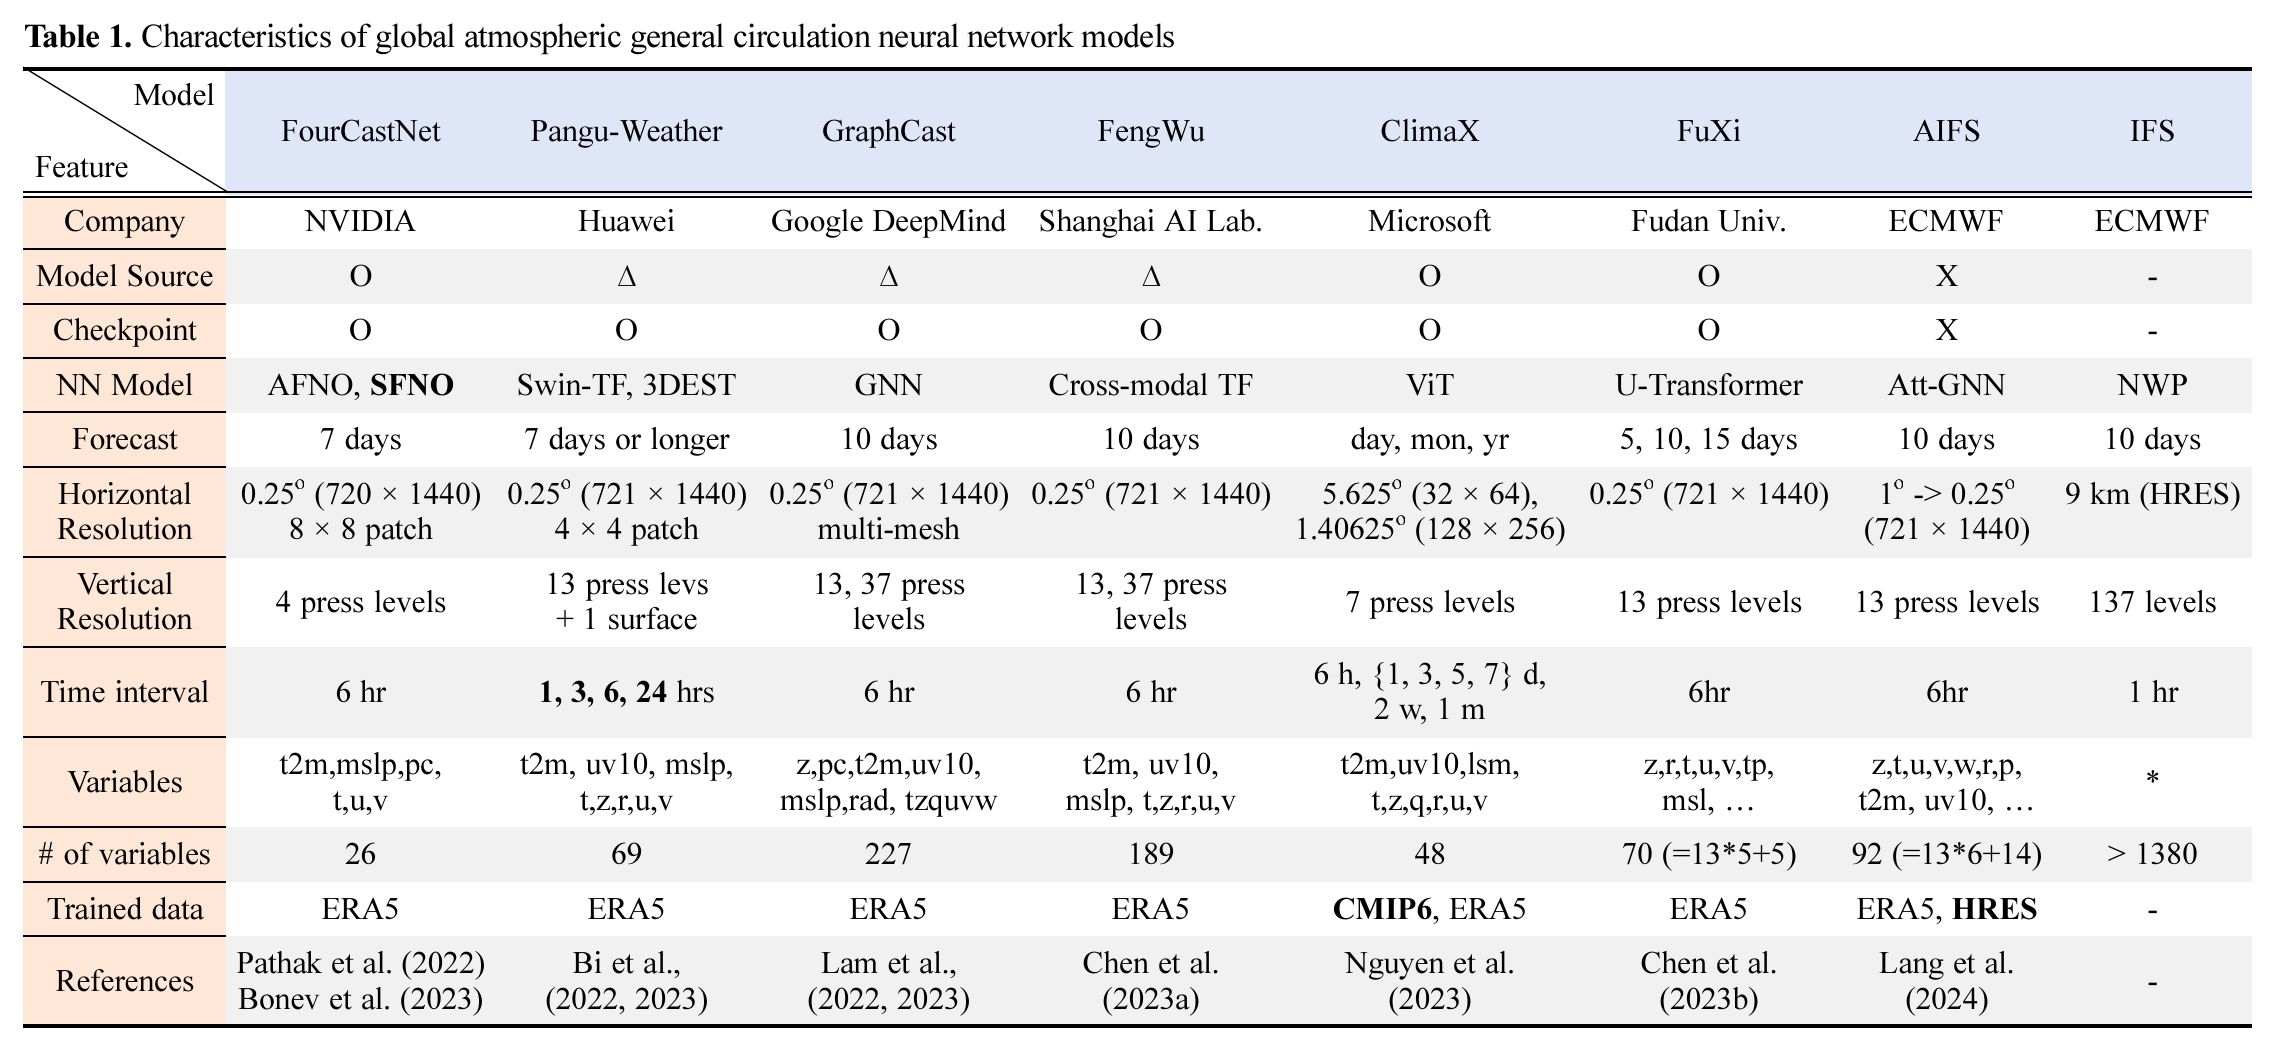 Table 1. Characteristics of global atmospheric general circulation neural network models
Model
Feature
FourCastNet Pangu-Weather GraphCast FengWu ClimaX FuXi AIFS IFS
Company NVIDIA Huawei Google DeepMind Shanghai AI Lab. Microsoft Fudan Univ. ECMWF ECMWF
Model Source O Δ Δ Δ O O X -
Checkpoint O O O O O O X -
NN Model AFNO, SFNO Swin-TF, 3DEST GNN Cross-modal TF ViT U-Transformer Att-GNN NWP
Forecast 7 days 7 days or longer 10 days 10 days day, mon, yr 5, 10, 15 days 10 days 10 days
Horizontal 0.25º (720 × 1440) 0.25º (721 × 1440) 0.25º (721 × 1440) 0.25º (721 × 1440) 5.625º (32 × 64), 0.25º (721 × 1440) 1º -> 0.25º 9 km (HRES)
Resolution 8 × 8 patch 4 × 4 patch multi-mesh 1.40625º (128 × 256) (721 × 1440)
Vertical 13 press levs 13, 37 press 13, 37 press
Resolution 4 press levels + 1 surface levels levels 7 press levels 13 press levels 13 press levels 137 levels
Time interval 6 hr 1, 3, 6, 24 hrs 6 hr 6 hr 6 h, {1, 3, 5, 7} d, 6hr 6hr 1 hr
2 w, 1 m
Variables t2m,mslp,pc, t2m, uv10, mslp, z,pc,t2m,uv10, t2m, uv10, t2m,uv10,lsm, z,r,t,u,v,tp, z,t,u,v,w,r,p, *
t,u,v t,z,r,u,v mslp,rad, tzquvw mslp, t,z,r,u,v t,z,q,r,u,v msl, … t2m, uv10, …
# of variables 26 69 227 189 48 70 (=13*5+5) 92 (=13*6+14) > 1380
Trained data ERA5 ERA5 ERA5 ERA5 CMIP6, ERA5 ERA5 ERA5, HRES -
References Pathak et al. (2022) Bi et al., Lam et al., Chen et al. Nguyen et al. Chen et al. Lang et al. -
Bonev et al. (2023) (2022, 2023) (2022, 2023) (2023a) (2023) (2023b) (2024)